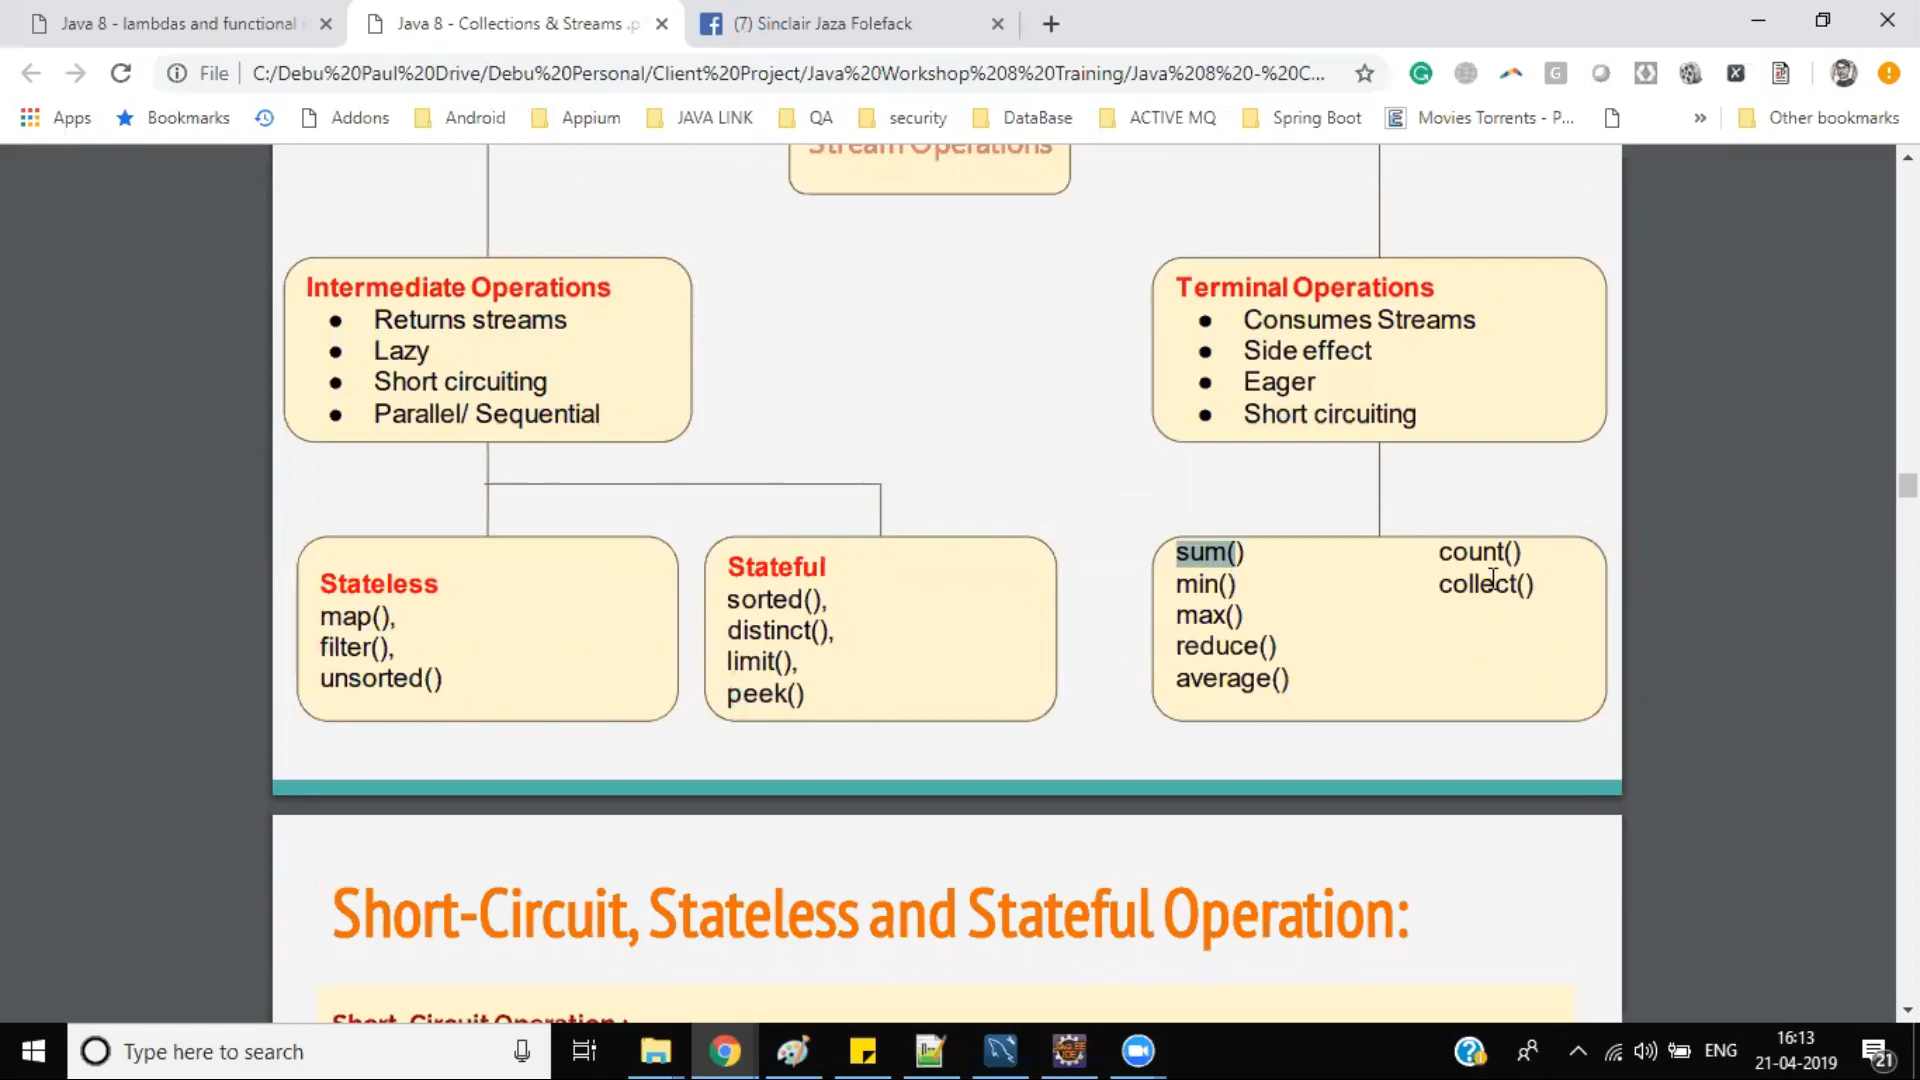 Java 8 - lambdas and functional
Java 8 - Collections & Streams .p
(7) Sinclair Jaza Folefack
File
C:/Debu%20Paul%20Drive/Debu%20Personal/Client%20Project/Java%20Workshop%208%20Training/Java%208%20-%20C...
Apps
Bookmarks
Addons
Android
Appium
JAVA LINK
QA
security
DataBase
ACTIVE MQ
Spring Boot
Movies Torrents - P...
»
Other bookmarks
Stream Operations
Intermediate Operations
● Returns streams
● Lazy
● Short circuiting
● Parallel/ Sequential
Terminal Operations
● Consumes Streams
● Side effect
● Eager
● Short circuiting
Stateless
map(),
filter(),
unsorted()
Stateful
sorted(),
distinct(),
limit(),
peek()
sum()
min()
max()
reduce()
average()
count()
collect()
Short-Circuit, Stateless and Stateful Operation:
Short- Circuit Operation :
Type here to search
ENG
16:13
21-04-2019
21